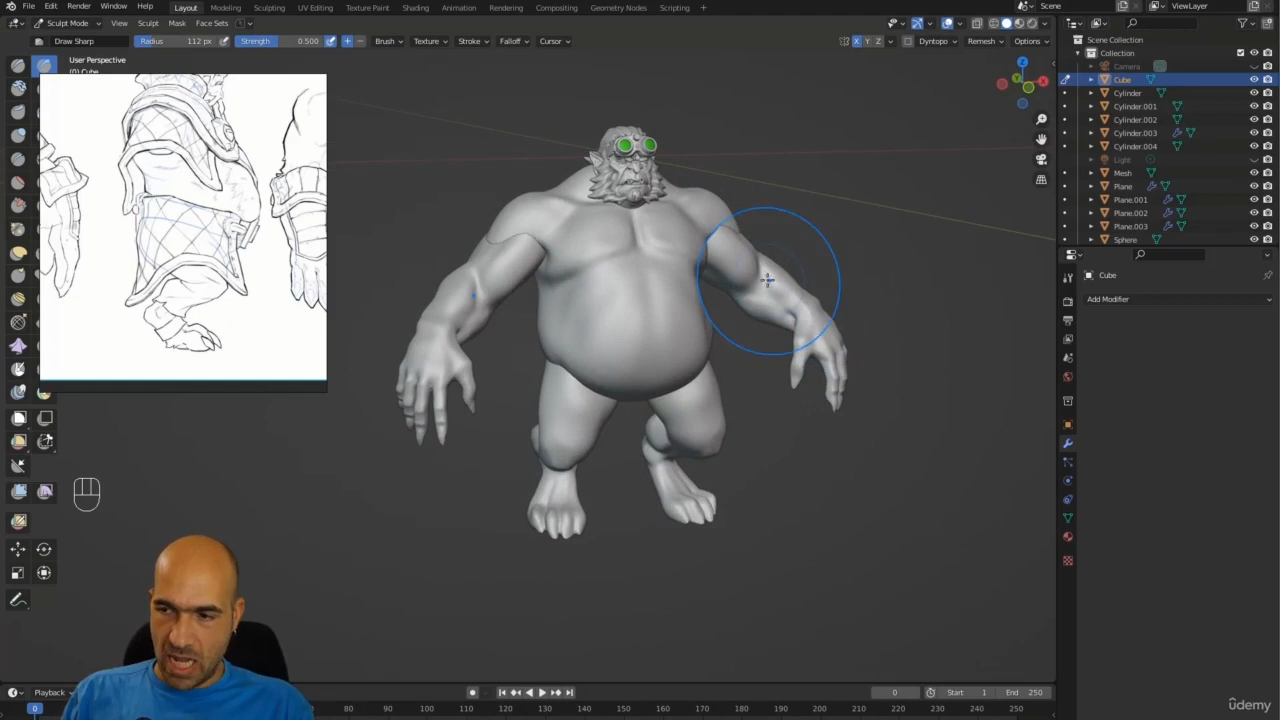 File Edit Render Window Help Layout Modeling Sculpting UV Editing Texture Paint Shading Animation Rendering Compositing Geometry Nodes Scripting + Scene ViewLayer
Sculpt Mode View Sculpt Mask Face Sets
Draw Sharp Radius 112 px Strength 0.500 Brush Texture Stroke Falloff Cursor X Y Z Dyntopo Remesh Options
User Perspective
(0) Cube
Z
X
Y
Scene Collection
Collection
Camera
Cube
Cylinder
Cylinder.001
Cylinder.002
Cylinder.003
Cylinder.004
Light
Mesh
Plane
Plane.001
Plane.002
Plane.003
Sphere
Cube
Add Modifier
Playback 0 Start 1 End 250
0 80 90 100 110 120 130 140 150 160 170 180 190 200 210 220 230 240 250
ûdemy